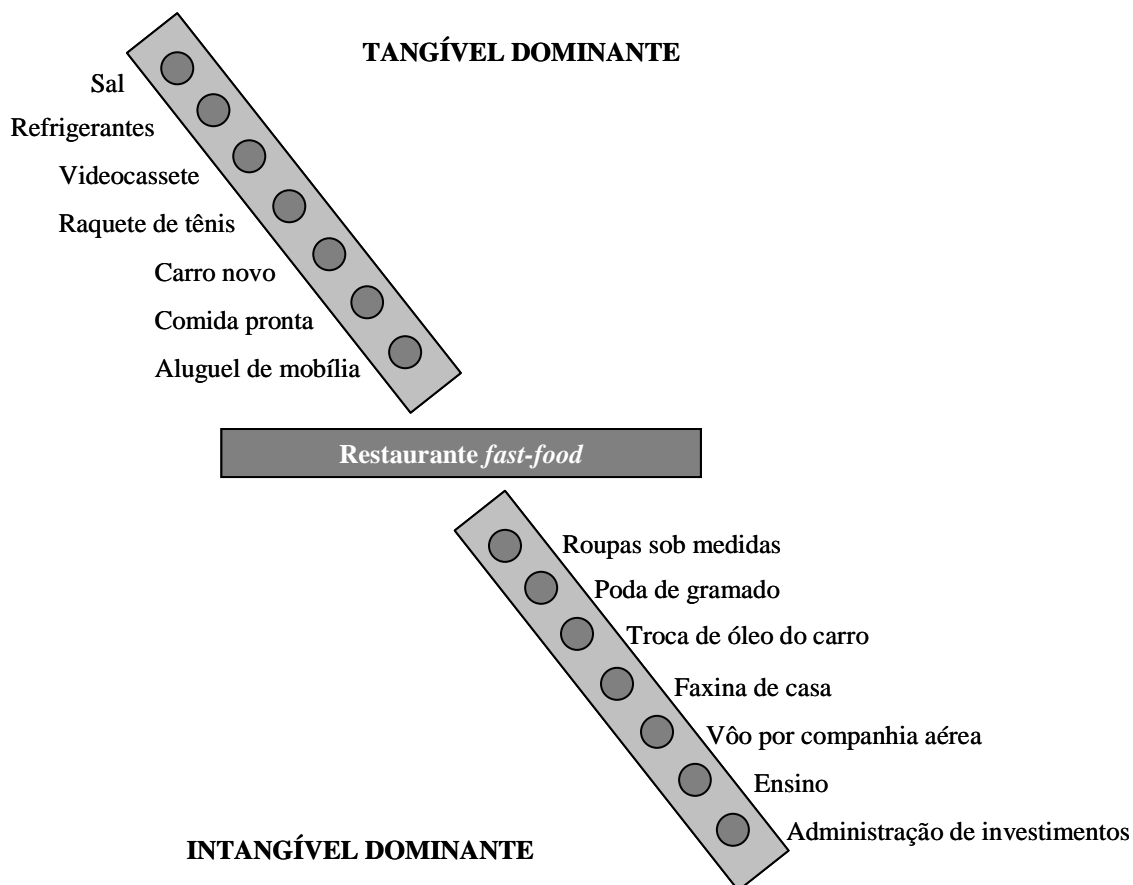 TANGÍVEL DOMINANTE
Sal
Refrigerantes
Videocassete
Raquete de tênis
Carro novo
Comida pronta
Aluguel de mobília
Restaurante fast-food
Roupas sob medidas
Poda de gramado
Troca de óleo do carro
Faxina de casa
Vôo por companhia aérea
Ensino
Administração de investimentos
INTANGÍVEL DOMINANTE